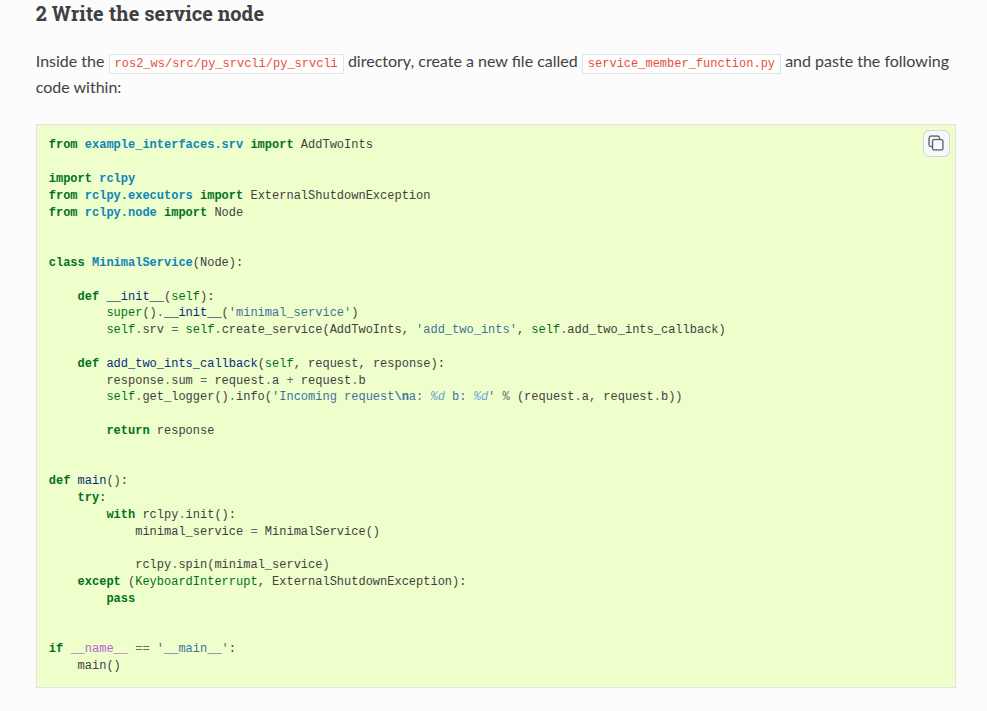 2 Write the service node
Inside the ros2_ws/src/py_srvcli/py_srvcli directory, create a new file called service_member_function.py and paste the following
code within:
from example_interfaces.srv import AddTwoInts

import rclpy
from rclpy.executors import ExternalShutdownException
from rclpy.node import Node


class MinimalService(Node):

    def __init__(self):
        super().__init__('minimal_service')
        self.srv = self.create_service(AddTwoInts, 'add_two_ints', self.add_two_ints_callback)

    def add_two_ints_callback(self, request, response):
        response.sum = request.a + request.b
        self.get_logger().info('Incoming request\na: %d b: %d' % (request.a, request.b))

        return response


def main():
    try:
        with rclpy.init():
            minimal_service = MinimalService()

            rclpy.spin(minimal_service)
    except (KeyboardInterrupt, ExternalShutdownException):
        pass


if __name__ == '__main__':
    main()